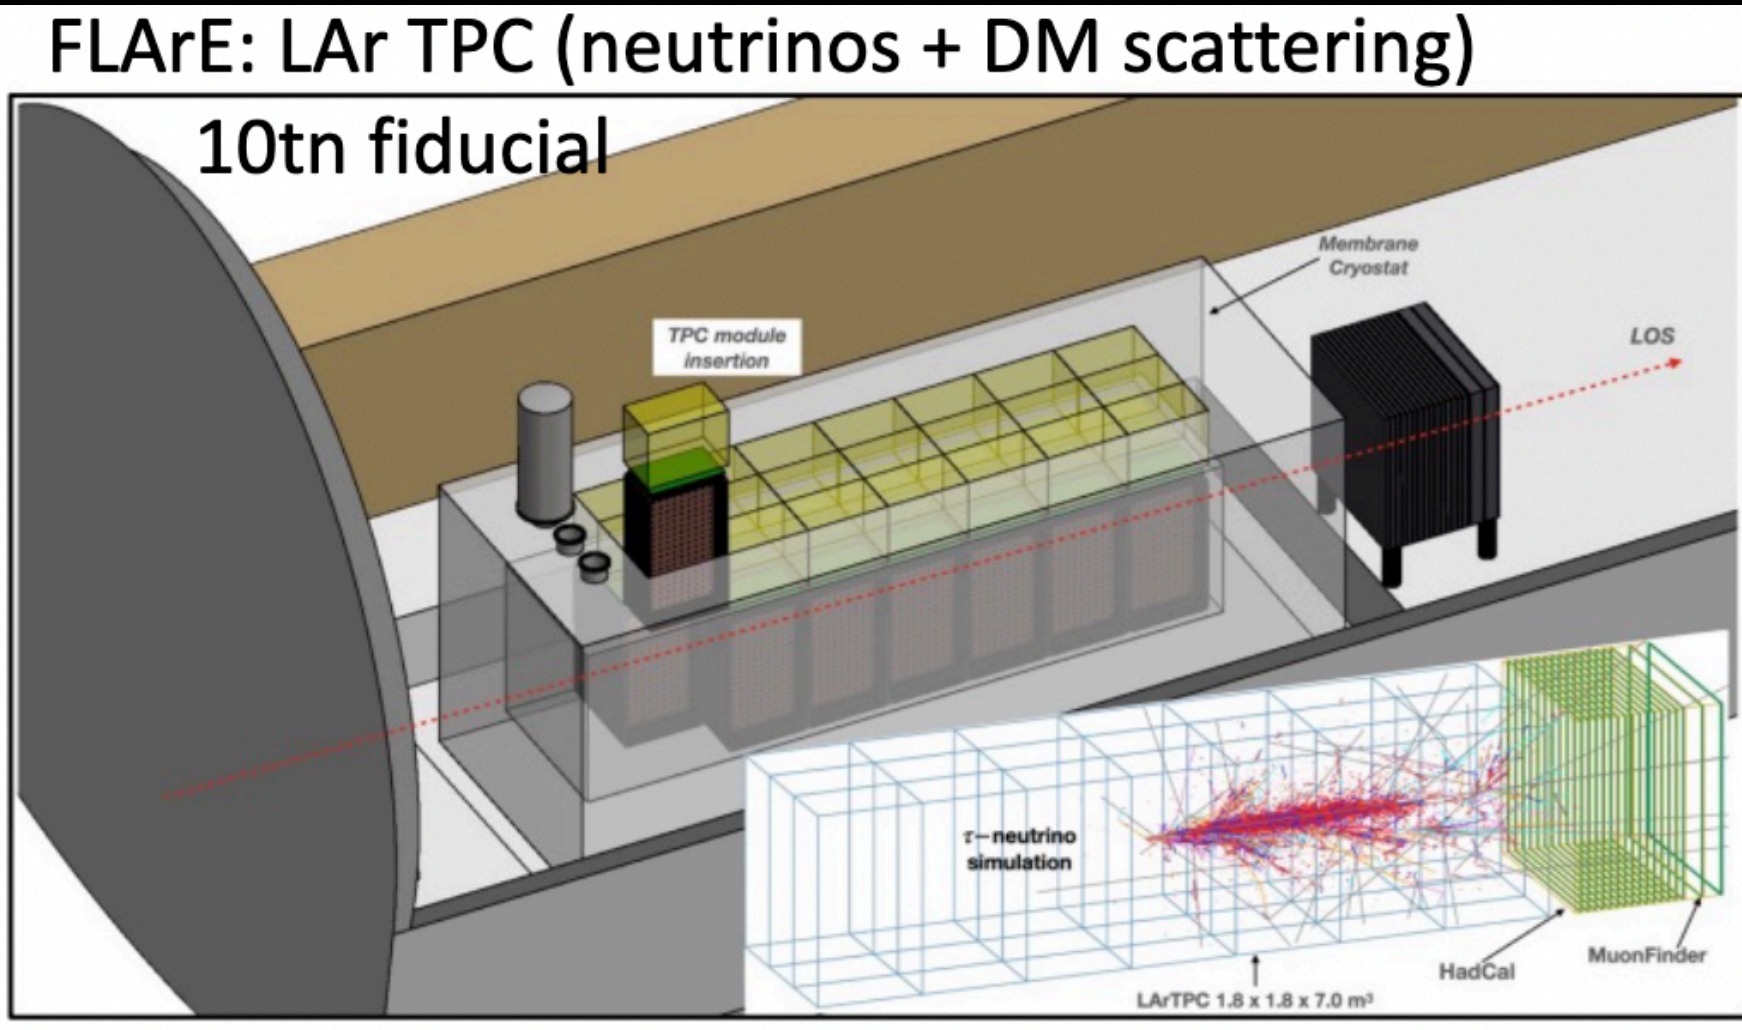 FLArE: LAr TPC (neutrinos + DM scattering)
10tn fiducial
Membrane
Cryostat
TPC module
insertion
LOS
τ−neutrino
simulation
HadCal
MuonFinder
LArTPC 1.8 x 1.8 x 7.0 m³